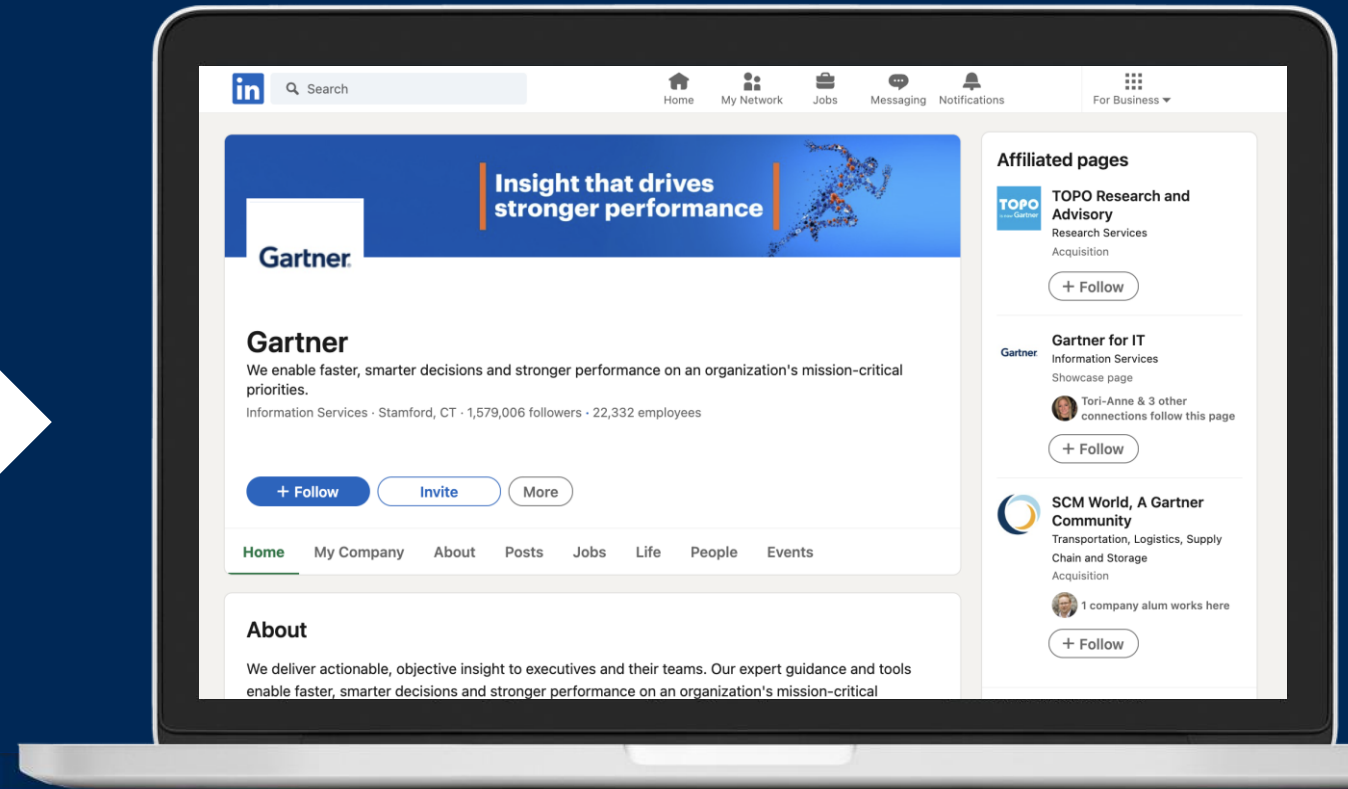 in
Search
Home
My Network
Jobs
Messaging
Notifications
For Business
Insight that drives
stronger performance
Gartner
Gartner
We enable faster, smarter decisions and stronger performance on an organization's mission-critical
priorities.
Information Services · Stamford, CT · 1,579,006 followers · 22,332 employees
+ Follow
Invite
More
Home
My Company
About
Posts
Jobs
Life
People
Events
About
We deliver actionable, objective insight to executives and their teams. Our expert guidance and tools
enable faster, smarter decisions and stronger performance on an organization's mission-critical
Affiliated pages
TOPO
TOPO Research and
Advisory
Research Services
Acquisition
+ Follow
Gartner
Gartner for IT
Information Services
Showcase page
Tori-Anne & 3 other
connections follow this page
+ Follow
SCM World, A Gartner
Community
Transportation, Logistics, Supply
Chain and Storage
Acquisition
1 company alum works here
+ Follow